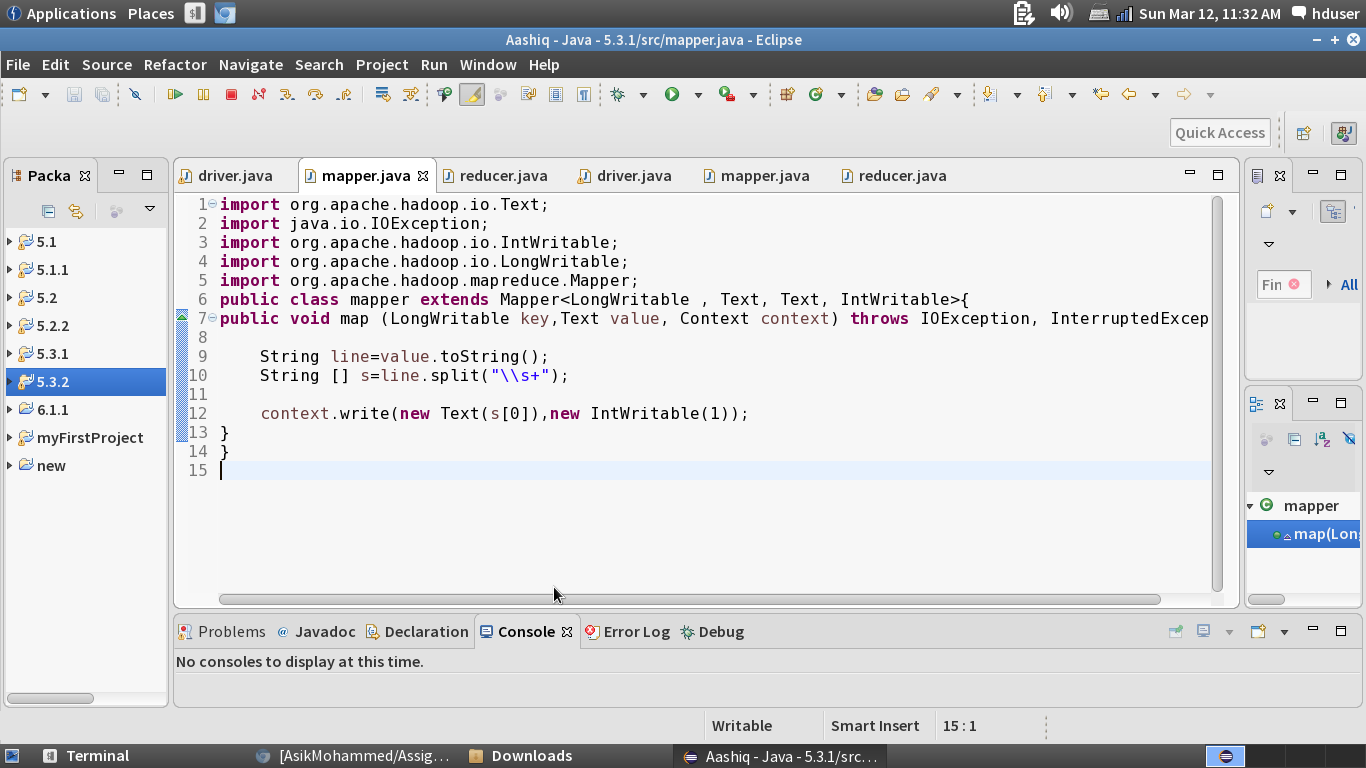 Applications Places Sun Mar 12, 11:32 AM hduser
Aashiq - Java - 5.3.1/src/mapper.java - Eclipse
File Edit Source Refactor Navigate Search Project Run Window Help
Quick Access
Packa
5.1
5.1.1
5.2
5.2.2
5.3.1
5.3.2
6.1.1
myFirstProject
new
driver.java mapper.java reducer.java driver.java mapper.java reducer.java
1 import org.apache.hadoop.io.Text;
2 import java.io.IOException;
3 import org.apache.hadoop.io.IntWritable;
4 import org.apache.hadoop.io.LongWritable;
5 import org.apache.hadoop.mapreduce.Mapper;
6 public class mapper extends Mapper<LongWritable , Text, Text, IntWritable>{
7 public void map (LongWritable key,Text value, Context context) throws IOException, InterruptedExcep
8
9 String line=value.toString();
10 String [] s=line.split("\\s+");
11
12 context.write(new Text(s[0]),new IntWritable(1));
13 }
14 }
15
Fin All
mapper
map(Lon
Problems @ Javadoc Declaration Console Error Log Debug
No consoles to display at this time.
Writable Smart Insert 15 : 1
Terminal [AsikMohammed/Assig... Downloads Aashiq - Java - 5.3.1/src...